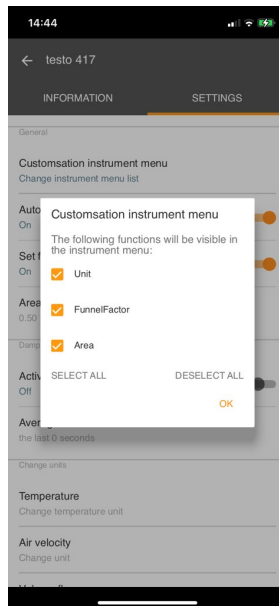 14:44
testo 417
INFORMATION SETTINGS
General
Customsation instrument menu
Change instrument menu list
Auto
On
Set f
On
Area
0.50
Damp
Activ
Off
Aver
the last 0 seconds
Customsation instrument menu
The following functions will be visible in
the instrument menu:
Unit
FunnelFactor
Area
SELECT ALL DESELECT ALL
OK
Change units
Temperature
Change temperature unit
Air velocity
Change unit